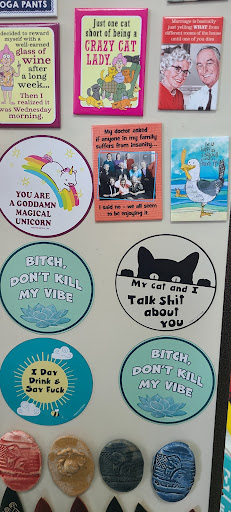 OGA PANTS
decided to reward
myself with a
well-earned
glass of
wine
after a
long
week...
Then I
realized it
was Wednesday
morning.
Just one cat
short of being a
CRAZY CAT
LADY.
Marriage is basically
just yelling WHAT from
different rooms of the house
until one of you dies
YOU ARE
A GODDAMN
MAGICAL
UNICORN
My doctor asked
if anyone in my family
suffers from insanity...
I said no - we all seem
to be enjoying it.
BITCH,
DON'T KILL
MY VIBE
My Cat and I
Talk Shit
about
YOU
I Day
Drink &
Day Fuck
BITCH,
DON'T KILL
MY VIBE